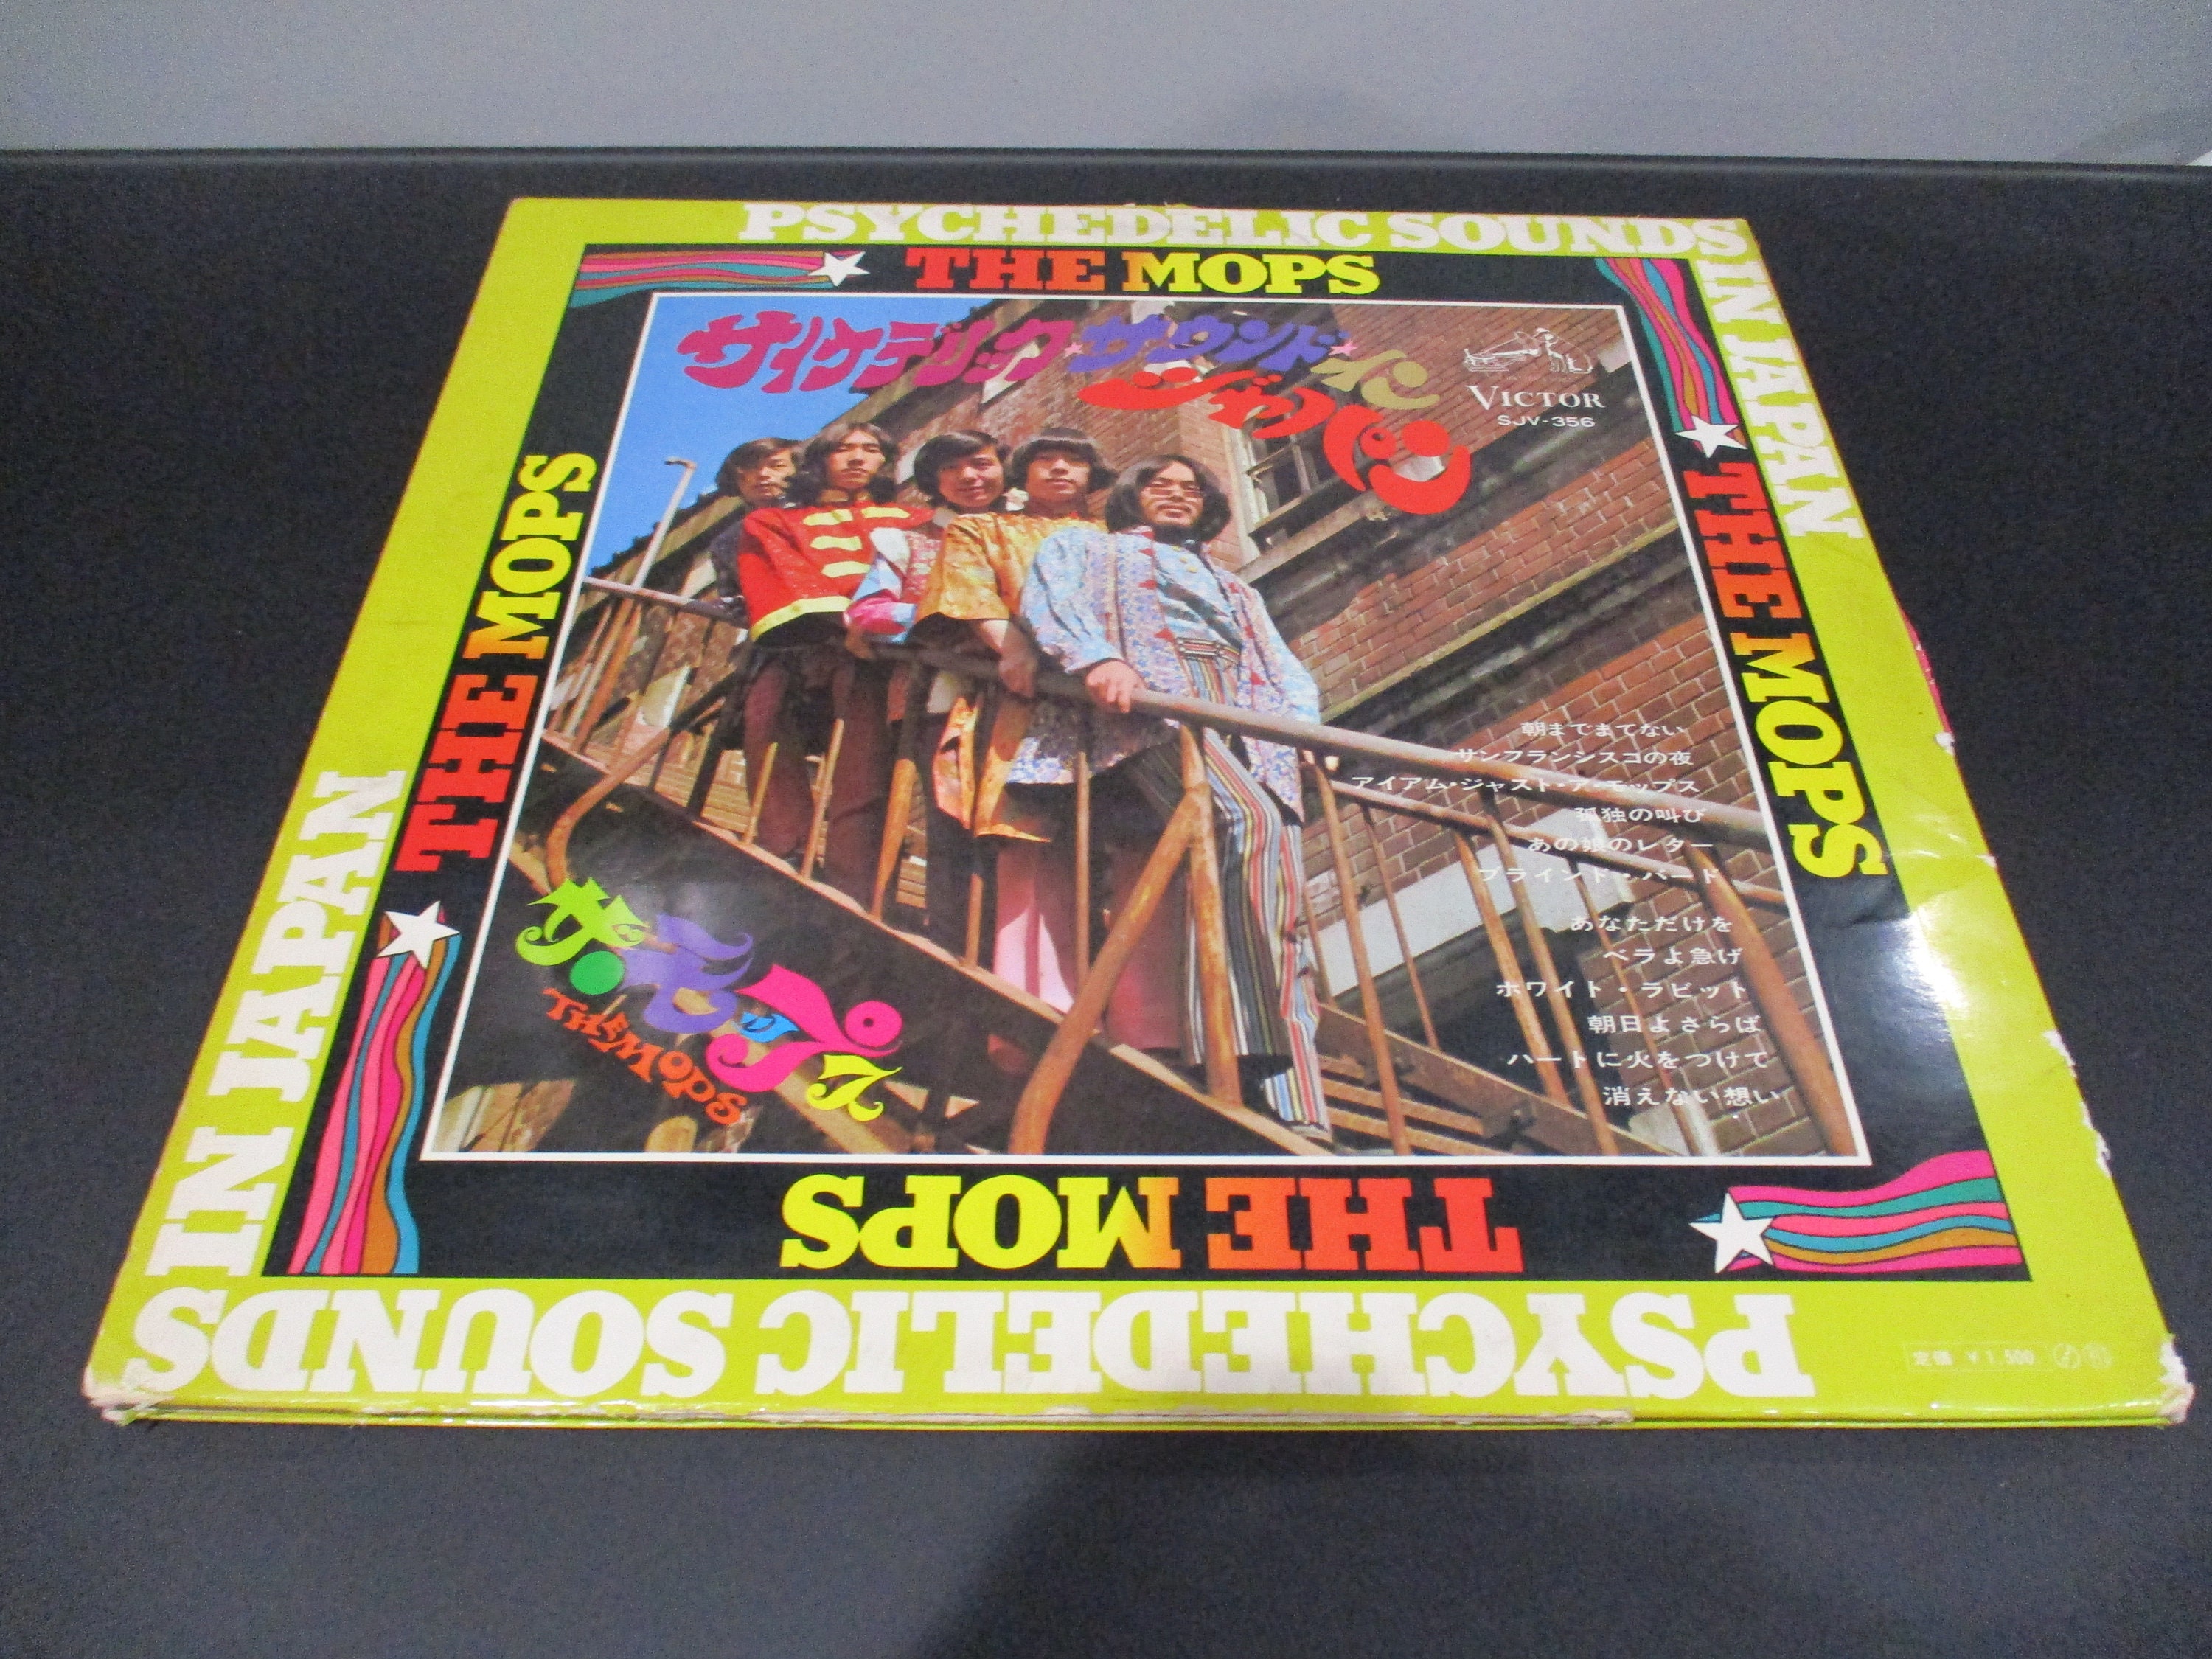 PSYCHEDELIC SOUNDS
IN JAPAN
THE MOPS
THE MOPS
サイケデリック★サウンド★イン
ジャパン
VICTOR
SJV-356
THE MOPS
朝まであてない
サンフランシスコの夜
アイアム・ジャスト・ア・モップス
孤独の叫び
あの娘のレター
ブラインド・バード
あなただけを
ベラよ急げ
ホワイト・ラビット
朝日よさらば
ハートに火をつけて
消えない想い
ザ・モップス
THE MOPS
THE MOPS
PSYCHEDELIC SOUNDS
IN JAPAN
定価 ¥1,500